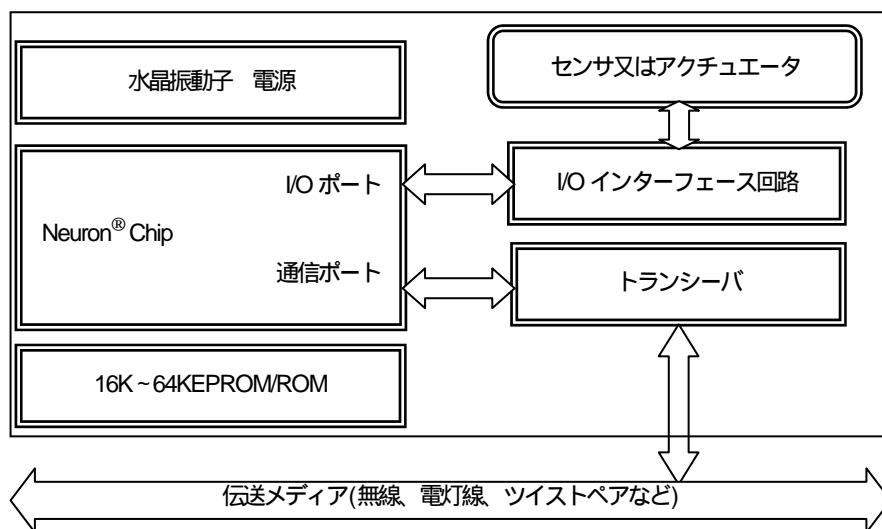 水晶振動子　電源
センサ又はアクチュエータ
I/O ポート
I/O インターフェース回路
Neuron® Chip
通信ポート
トランシーバ
16K～64KEPROM/ROM
伝送メディア(無線、電灯線、ツイストペアなど)